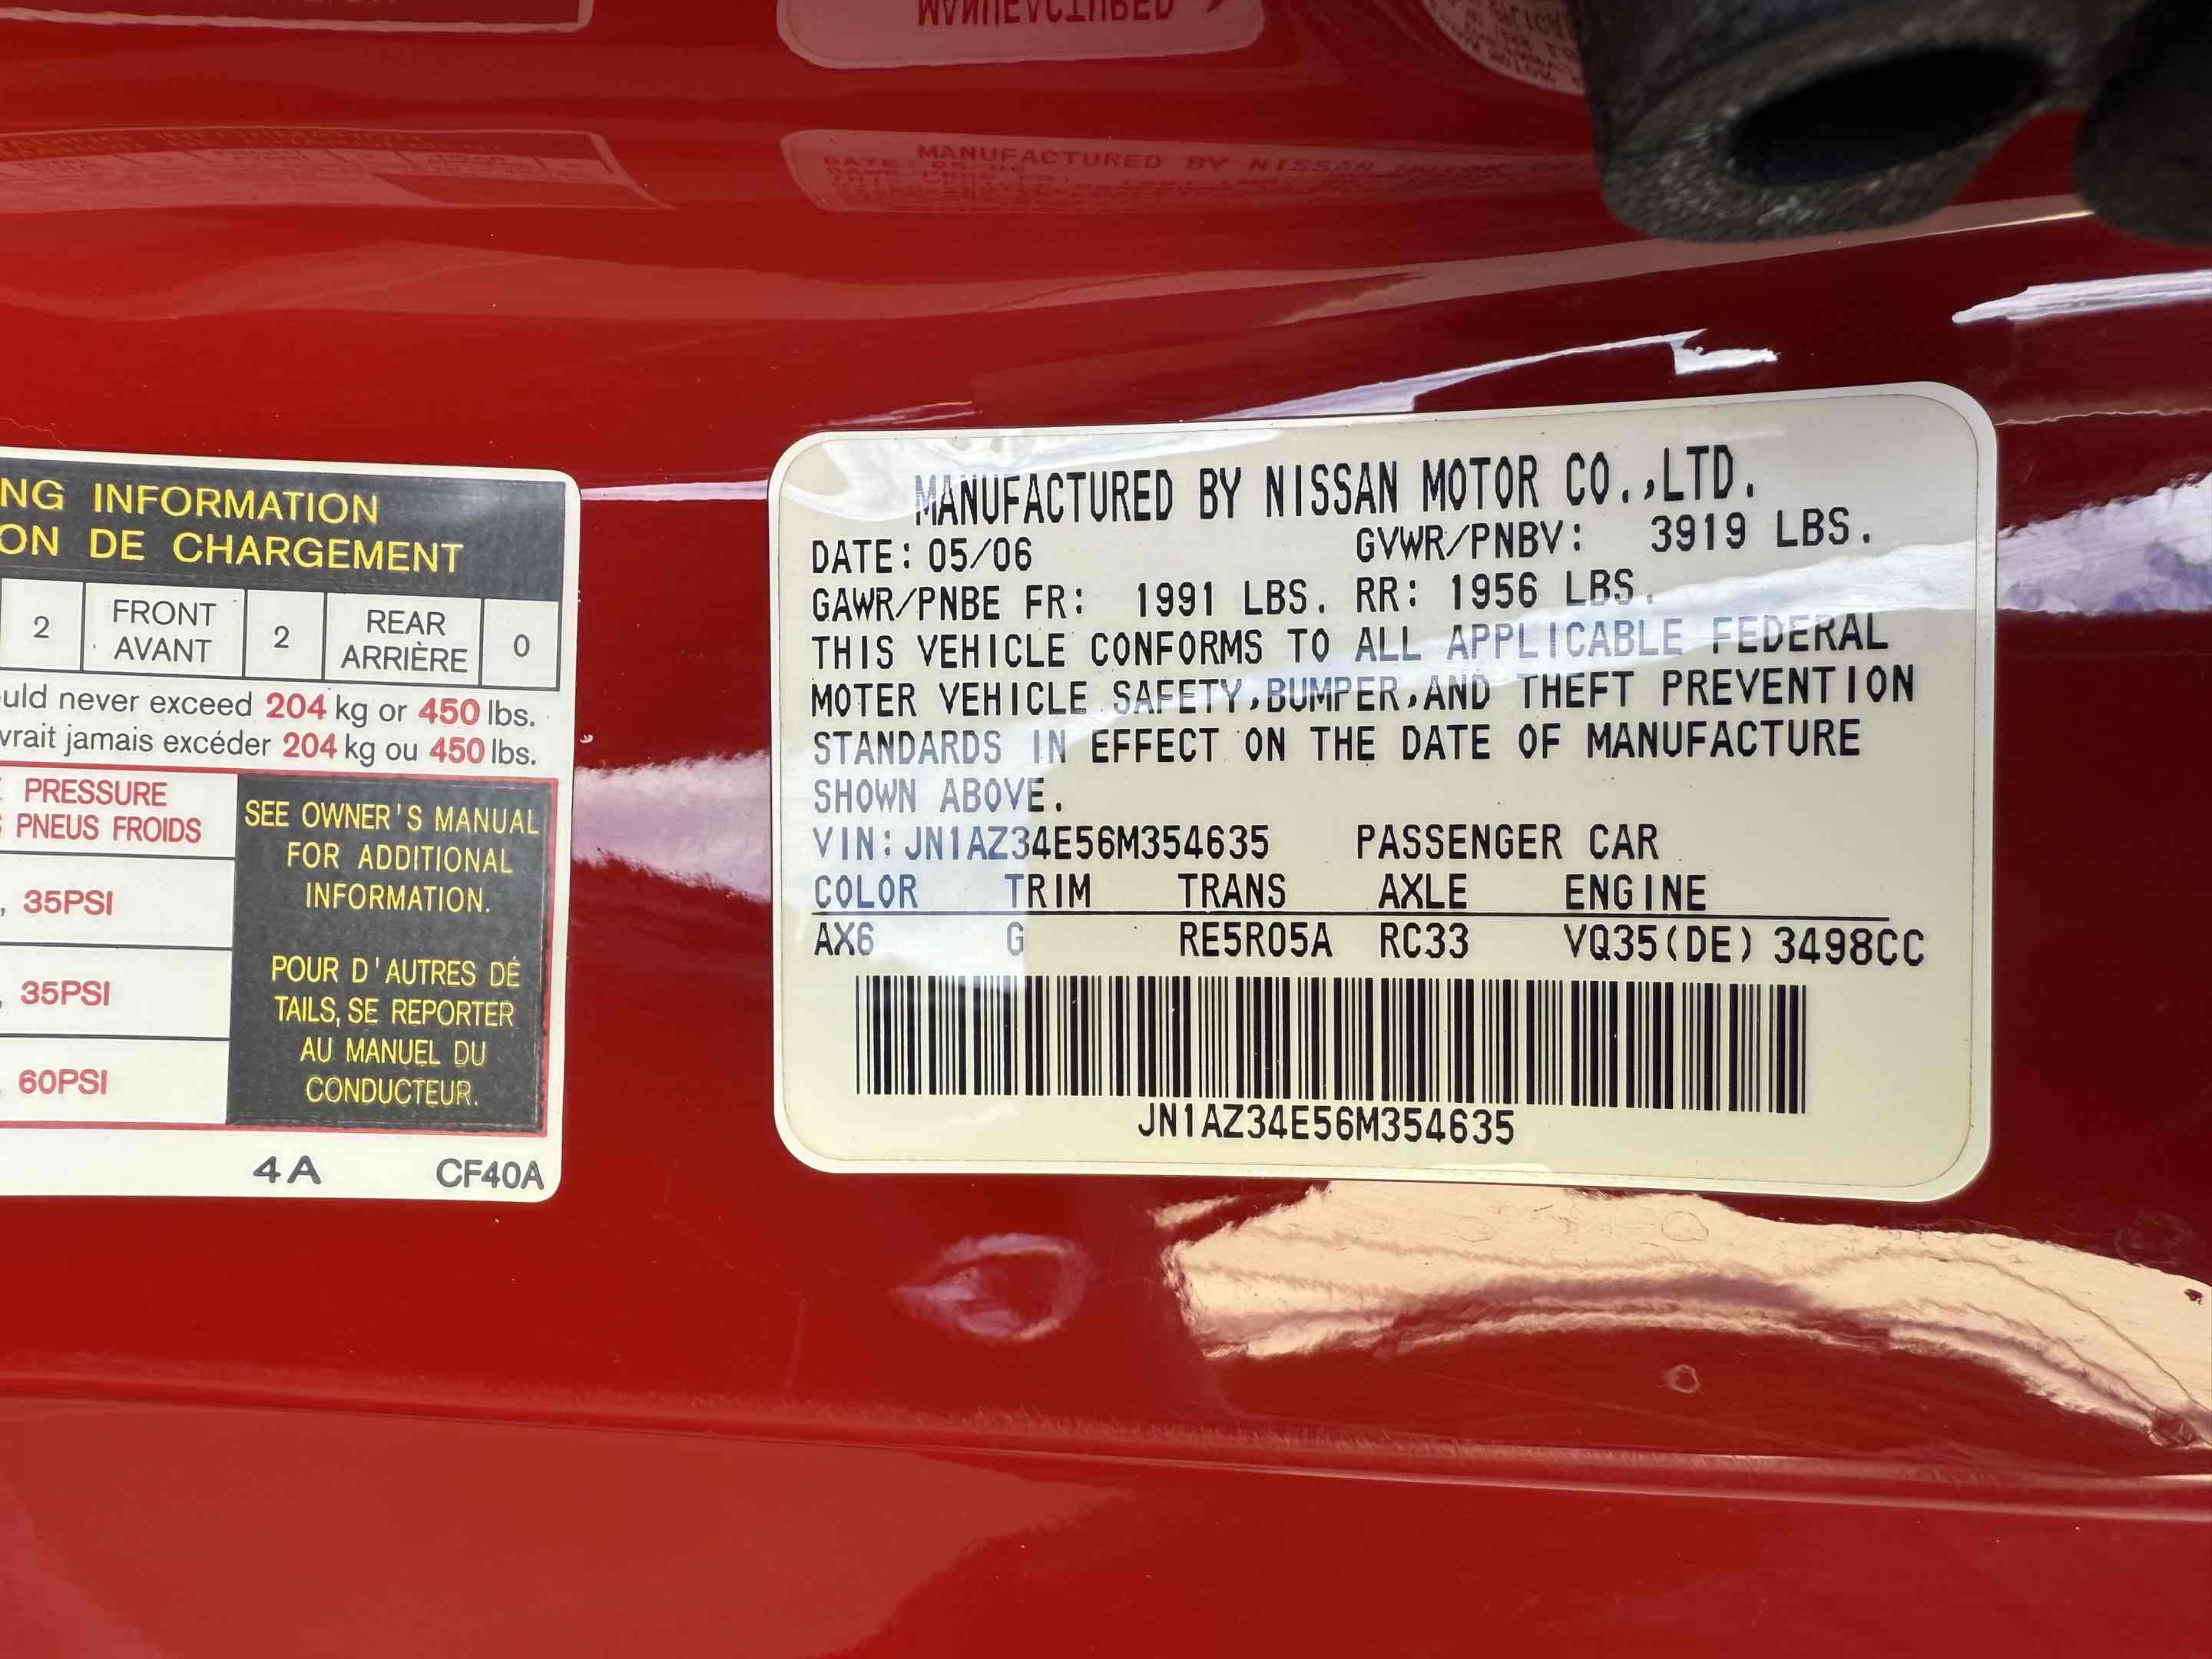 NG INFORMATION
ON DE CHARGEMENT
2 FRONT AVANT 2 REAR ARRIÈRE 0
uld never exceed 204 kg or 450 lbs.
vrait jamais excéder 204 kg ou 450 lbs.
PRESSURE
PNEUS FROIDS
, 35PSI
, 35PSI
60PSI
SEE OWNER'S MANUAL
FOR ADDITIONAL
INFORMATION.
POUR D'AUTRES DÉ
TAILS, SE REPORTER
AU MANUEL DU
CONDUCTEUR.
4A CF40A
MANUFACTURED BY NISSAN MOTOR CO.,LTD.
DATE: 05/06 GVWR/PNBV: 3919 LBS.
GAWR/PNBE FR: 1991 LBS. RR: 1956 LBS.
THIS VEHICLE CONFORMS TO ALL APPLICABLE FEDERAL
MOTER VEHICLE SAFETY,BUMPER,AND THEFT PREVENTION
STANDARDS IN EFFECT ON THE DATE OF MANUFACTURE
SHOWN ABOVE.
VIN: JN1AZ34E56M354635 PASSENGER CAR
COLOR TRIM TRANS AXLE ENGINE
AX6 G RE5R05A RC33 VQ35(DE) 3498CC
JN1AZ34E56M354635